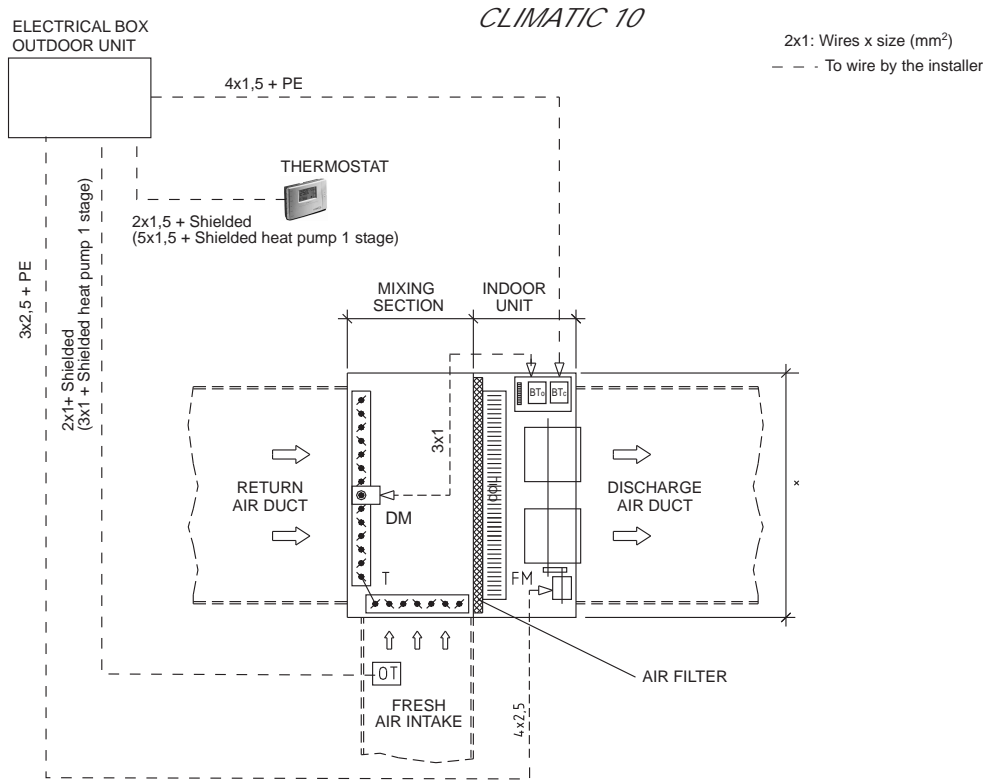 CLIMATIC 10
ELECTRICAL BOX
OUTDOOR UNIT
2x1: Wires x size (mm²)
To wire by the installer
4x1,5 + PE
THERMOSTAT
2x1,5 + Shielded
(5x1,5 + Shielded heat pump 1 stage)
3x2,5 + PE
2x1+ Shielded
(3x1 + Shielded heat pump 1 stage)
MIXING
SECTION
INDOOR
UNIT
BT₀
3x1
COIL
RETURN
AIR DUCT
DM
DISCHARGE
AIR DUCT
T
FM
OT
AIR FILTER
FRESH
AIR INTAKE
4x2,5